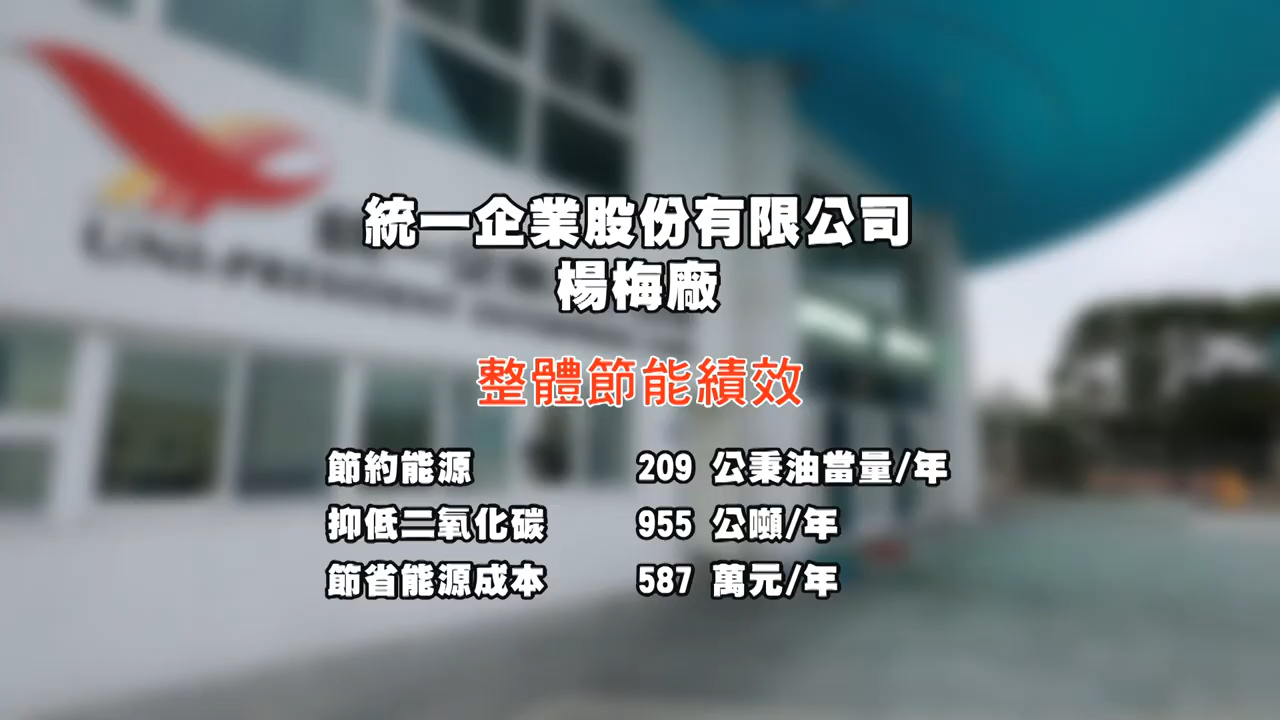 統一企業股份有限公司
楊梅廠
整體節能績效
節約能源 209 公秉油當量/年
抑低二氧化碳 955 公噸/年
節省能源成本 587 萬元/年